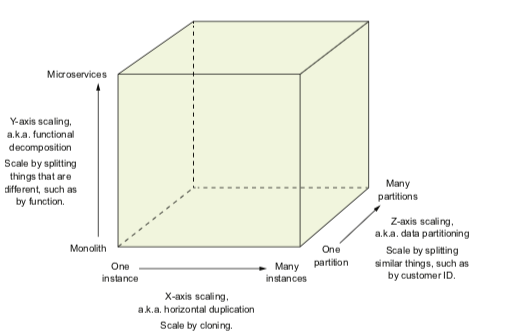 Microservices
Y-axis scaling,
a.k.a. functional
decomposition
Scale by splitting
things that are
different, such as
by function.
Monolith
One
instance
Many
instances
X-axis scaling,
a.k.a. horizontal duplication
Scale by cloning.
One
partition
Many
partitions
Z-axis scaling,
a.k.a. data partitioning
Scale by splitting
similar things, such as
by customer ID.